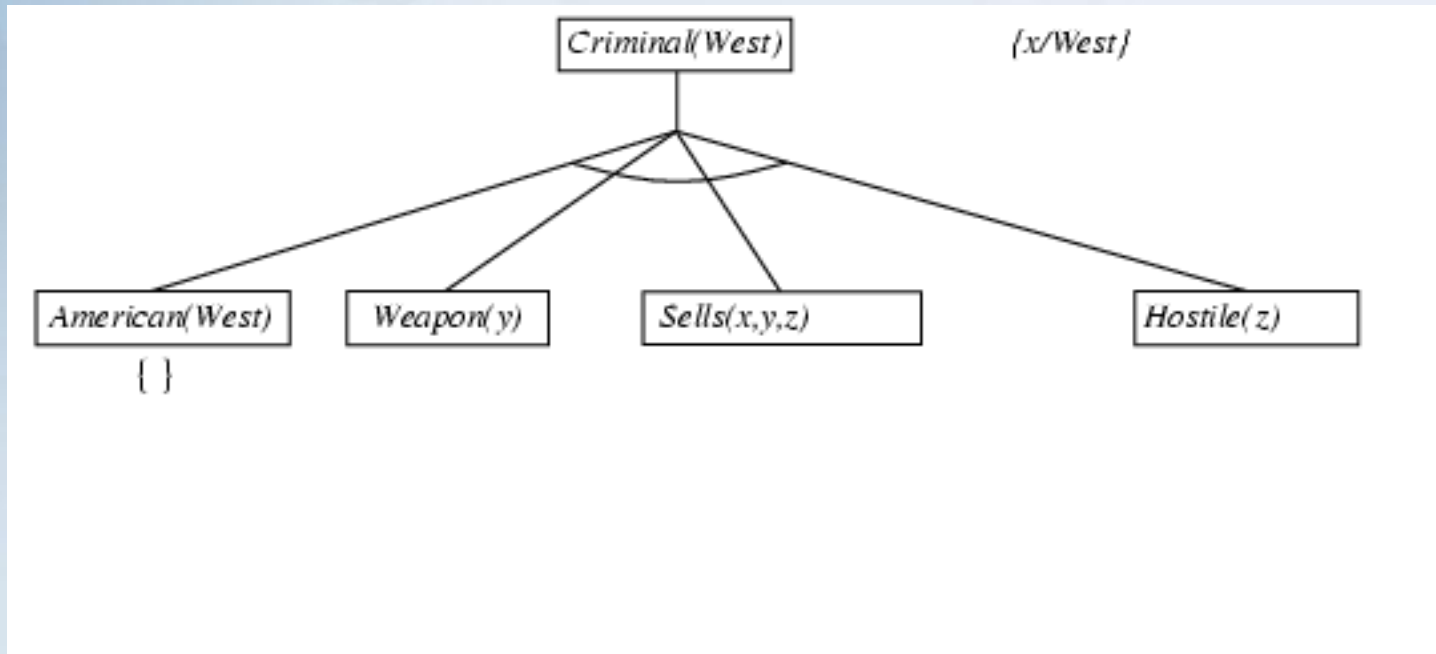 Criminal(West)
{x/West}
American(West)
Weapon(y)
Sells(x,y,z)
Hostile(z)
{ }